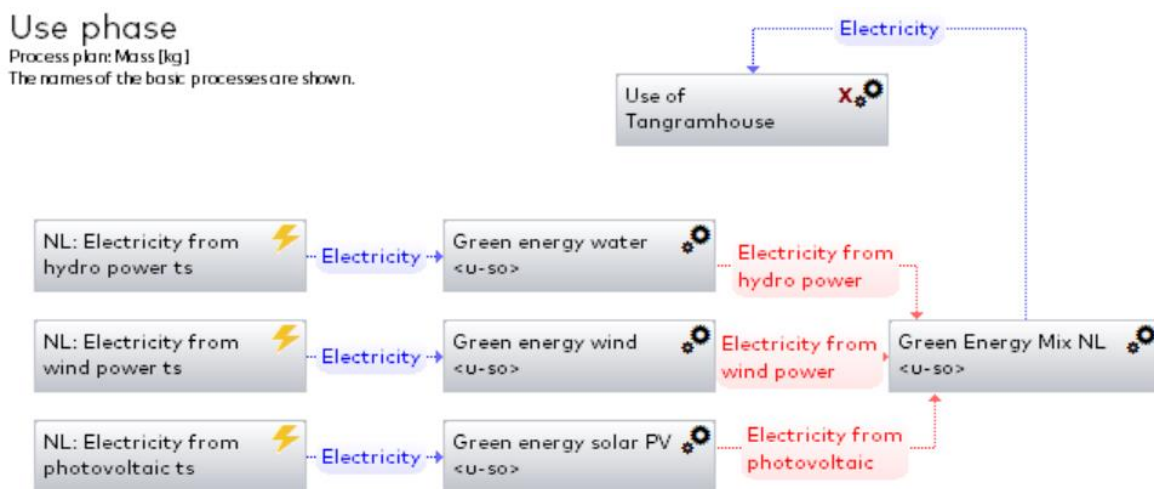 Use phase
Process plan: Mass [kg]
The names of the basic processes are shown.
Electricity
Use of
Tangramhouse
X
NL: Electricity from
hydro power ts
Electricity
Green energy water
<u-so>
Electricity from
hydro power
NL: Electricity from
wind power ts
Electricity
Green energy wind
<u-so>
Electricity from
wind power
Green Energy Mix NL
<u-so>
NL: Electricity from
photovoltaic ts
Electricity
Green energy solar PV
<u-so>
Electricity from
photovoltaic